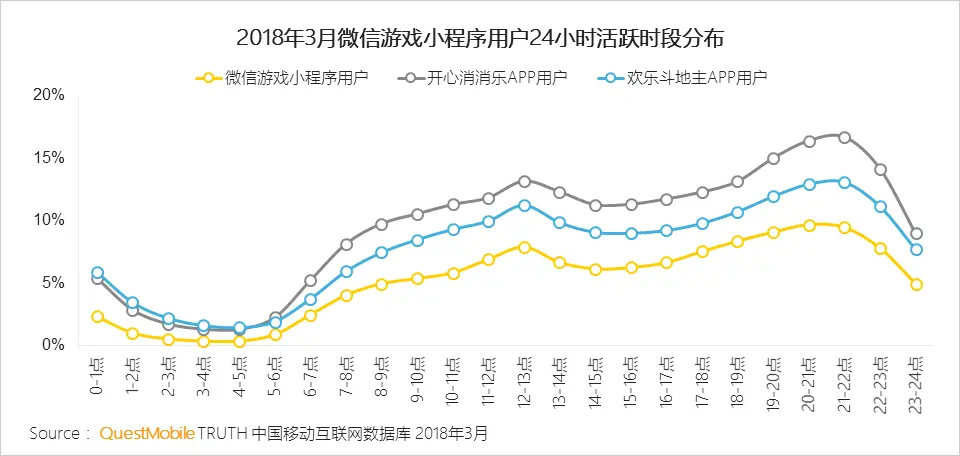 2018年3月微信游戏小程序用户24小时活跃时段分布
微信游戏小程序用户 开心消消乐APP用户 欢乐斗地主APP用户
20%
15%
10%
5%
0%
0-1点 1-2点 2-3点 3-4点 4-5点 5-6点 6-7点 7-8点 8-9点 9-10点 10-11点 11-12点 12-13点 13-14点 14-15点 15-16点 16-17点 17-18点 18-19点 19-20点 20-21点 21-22点 22-23点 23-24点
Source：QuestMobile TRUTH 中国移动互联网数据库 2018年3月